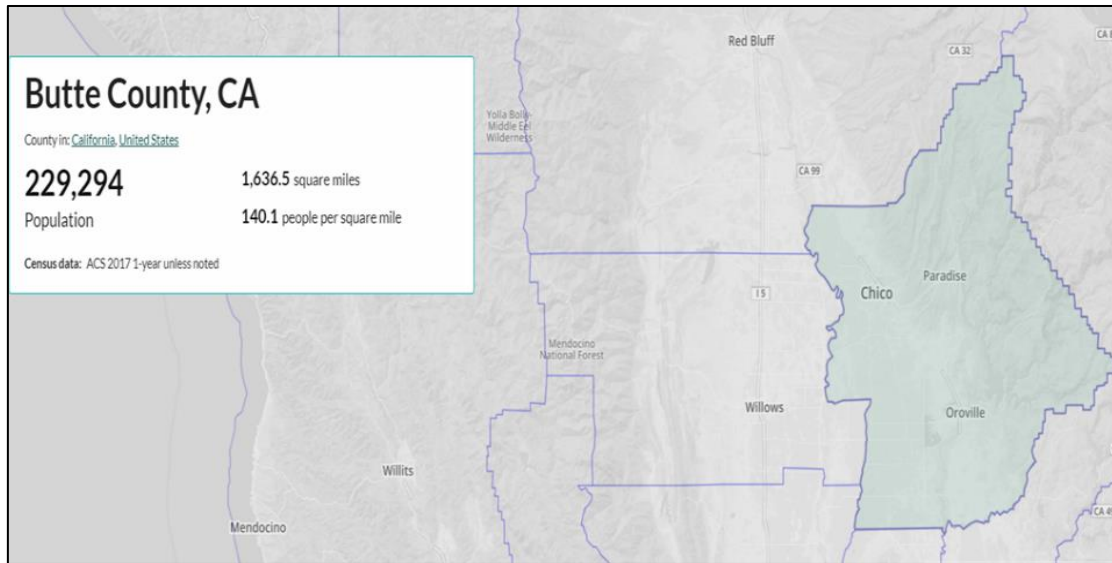 Butte County, CA
County in: California, United States
229,294
Population
1,636.5 square miles
140.1 people per square mile
Census data: ACS 2017 1-year unless noted
Red Bluff
CA 32
Yolla Bolly-
Middle Eel
Wilderness
CA 99
Paradise
Chico
I 5
Mendocino
National Forest
Willows
Oroville
Willits
Mendocino